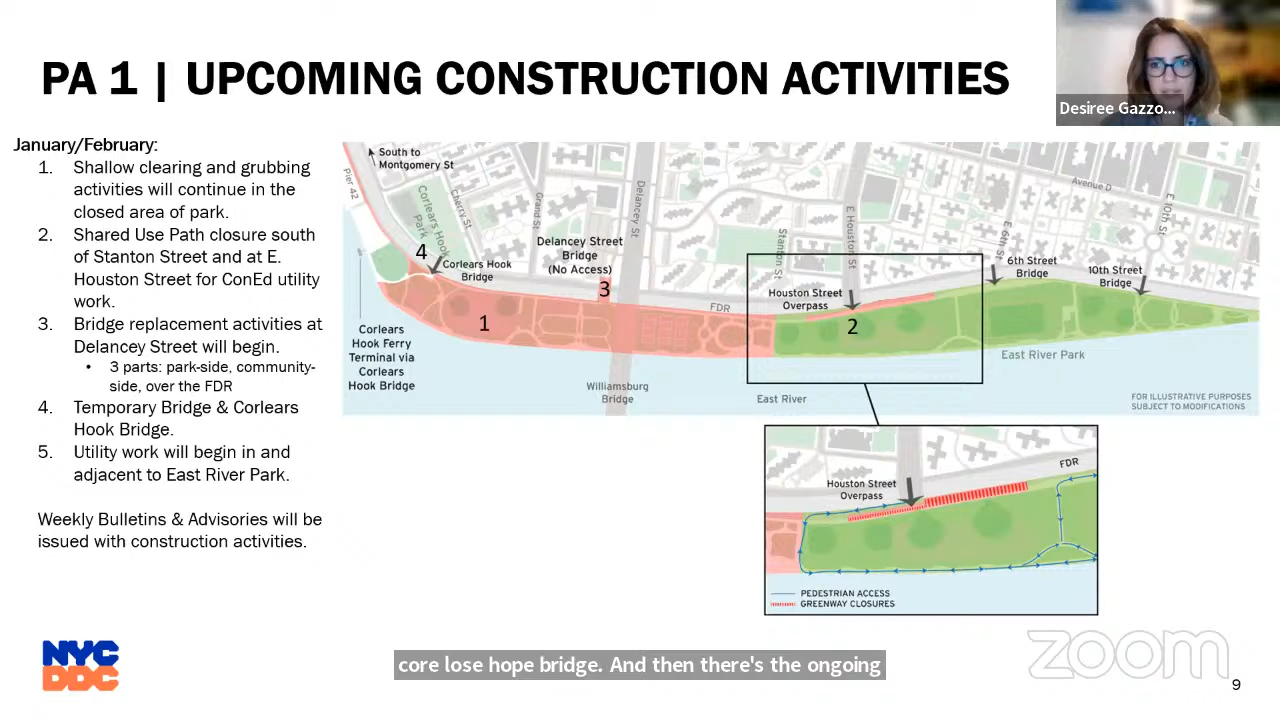 PA 1 | UPCOMING CONSTRUCTION ACTIVITIES
Desiree Gazzo...
January/February:
1. Shallow clearing and grubbing
activities will continue in the
closed area of park.
2. Shared Use Path closure south
of Stanton Street and at E.
Houston Street for ConEd utility
work.
3. Bridge replacement activities at
Delancey Street will begin.
• 3 parts: park-side, community-
side, over the FDR
4. Temporary Bridge & Corlears
Hook Bridge.
5. Utility work will begin in and
adjacent to East River Park.
Weekly Bulletins & Advisories will be
issued with construction activities.
South to
Montgomery St
Pier 42
Corlears Hook
Park
Cherry St
Grand St
Delancey St
Stanton St
E Houston St
Avenue D
E 6th St
E 10th St
4
Corlears Hook
Bridge
Delancey Street
Bridge
(No Access)
3
1
FDR
Houston Street
Overpass
2
6th Street
Bridge
10th Street
Bridge
Corlears
Hook Ferry
Terminal via
Corlears
Hook Bridge
Williamsburg
Bridge
East River
East River Park
FOR ILLUSTRATIVE PURPOSES
SUBJECT TO MODIFICATIONS
FDR
Houston Street
Overpass
PEDESTRIAN ACCESS
GREENWAY CLOSURES
NYC
DDC
core lose hope bridge. And then there's the ongoing
zoom
9